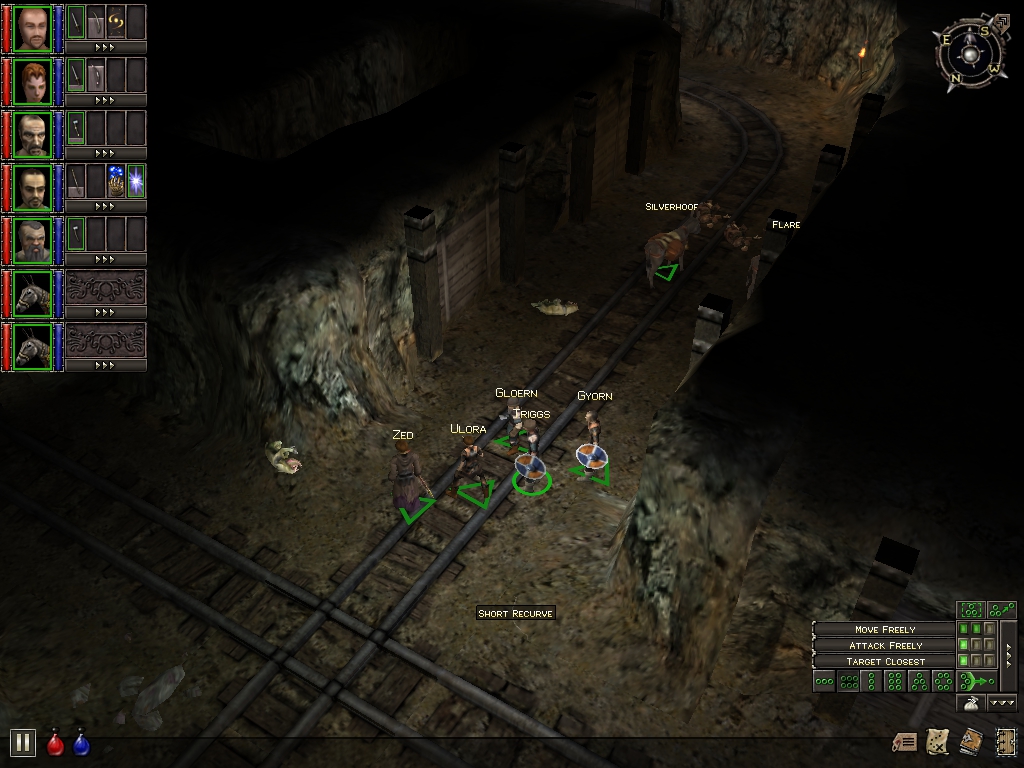 E
S
N
W
SILVERHOOF
FLARE
GLOERN
GYORN
TRIGGS
ULORA
ZED
SHORT RECURVE
MOVE FREELY
ATTACK FREELY
TARGET CLOSEST